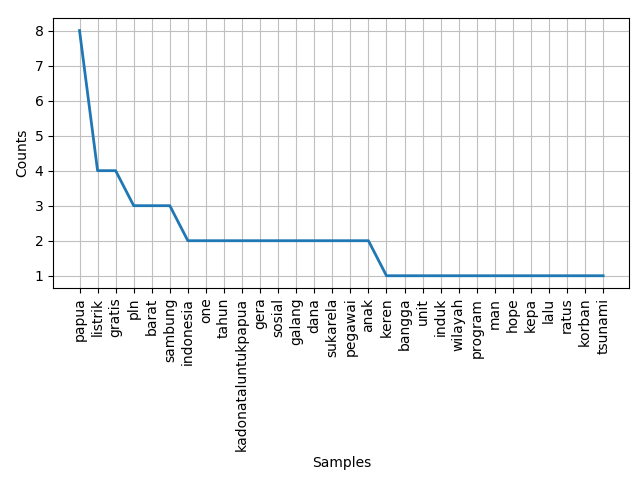 8
7
6
5
4
3
2
1
Counts
papua
listrik
gratis
pln
barat
sambung
indonesia
one
tahun
kadonataluntukpapua
gera
sosial
galang
dana
sukarela
pegawai
anak
keren
bangga
unit
induk
wilayah
program
man
hope
kepa
lalu
ratus
korban
tsunami
Samples